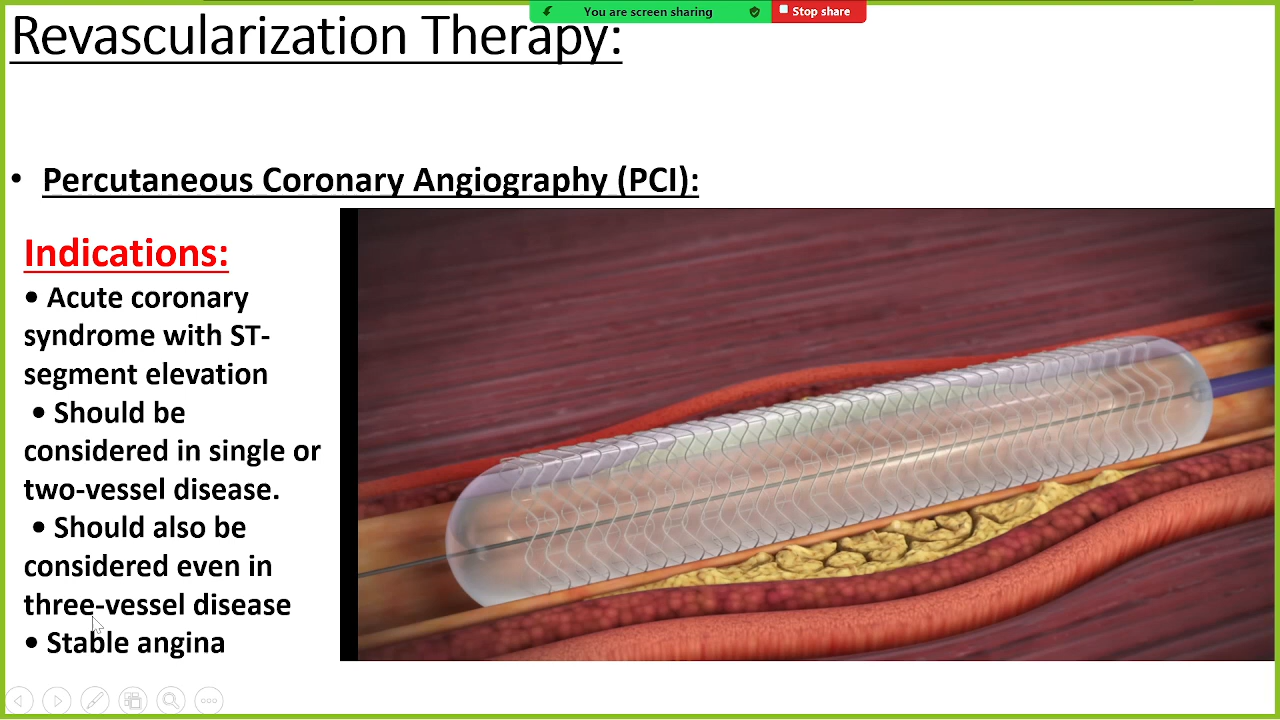 You are screen sharing
Stop share
Revascularization Therapy:
• Percutaneous Coronary Angiography (PCI):
Indications:
• Acute coronary
syndrome with ST-
segment elevation
• Should be
considered in single or
two-vessel disease.
• Should also be
considered even in
three-vessel disease
• Stable angina